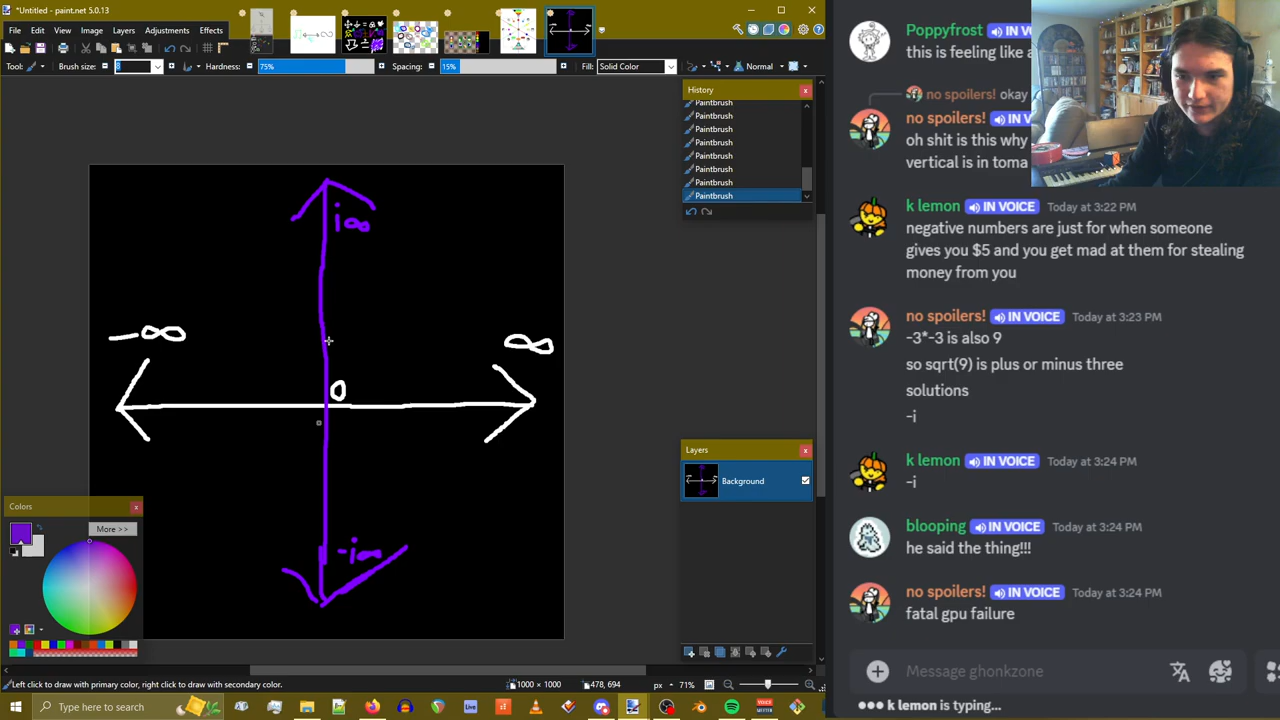 *Untitled - paint.net 5.0.13
File Edit View Image Layers Adjustments Effects
Tool: Brush size: 8 Hardness: 75% Spacing: 15% Fill: Solid Color Normal
History
Paintbrush
Paintbrush
Paintbrush
Paintbrush
Paintbrush
Paintbrush
Paintbrush
Paintbrush
i∞
-∞
∞
0
-i∞
Layers
Background
Colors
More >>
Left click to draw with primary color, right click to draw with secondary color.
1000 × 1000
478, 694
px
71%
Type here to search
Live
Poppyfrost IN V
this is feeling like a
no spoilers! okay
no spoilers! IN VO
oh shit is this why
vertical is in toma
k lemon IN VOICE Today at 3:22 PM
negative numbers are just for when someone
gives you $5 and you get mad at them for stealing
money from you
no spoilers! IN VOICE Today at 3:23 PM
-3*-3 is also 9
so sqrt(9) is plus or minus three
solutions
-i
k lemon IN VOICE Today at 3:24 PM
-i
blooping IN VOICE Today at 3:24 PM
he said the thing!!!
no spoilers! IN VOICE Today at 3:24 PM
fatal gpu failure
Message ghonkzone
k lemon is typing...